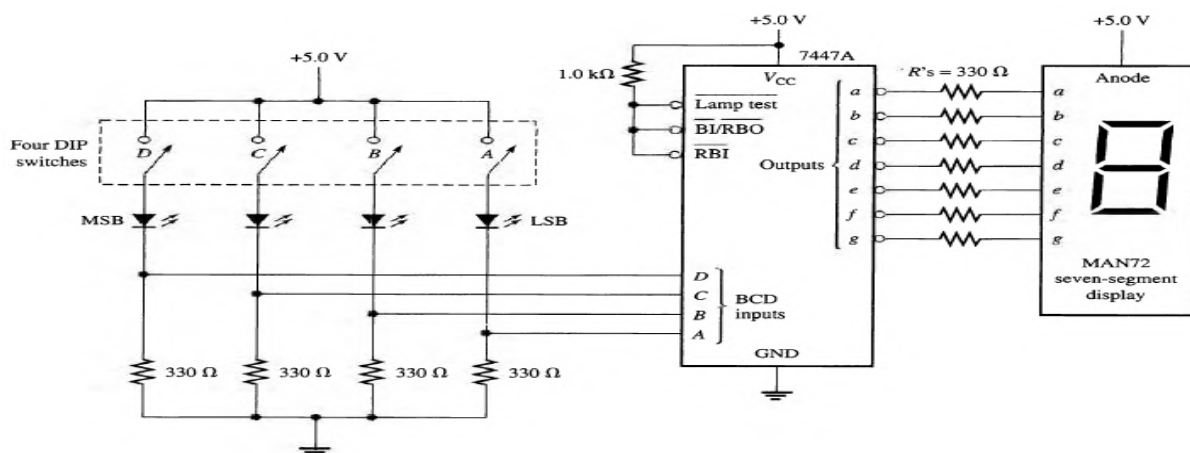 +5.0 V
+5.0 V
+5.0 V
7447A
1.0 kΩ
V_CC
R's = 330 Ω
Anode
Lamp test
BI/RBO
RBI
Outputs
a
b
c
d
e
f
g
a
b
c
d
e
f
g
Four DIP
switches
D
C
B
A
MSB
LSB
MAN72
seven-segment
display
D
C
B
A
BCD
inputs
GND
330 Ω
330 Ω
330 Ω
330 Ω